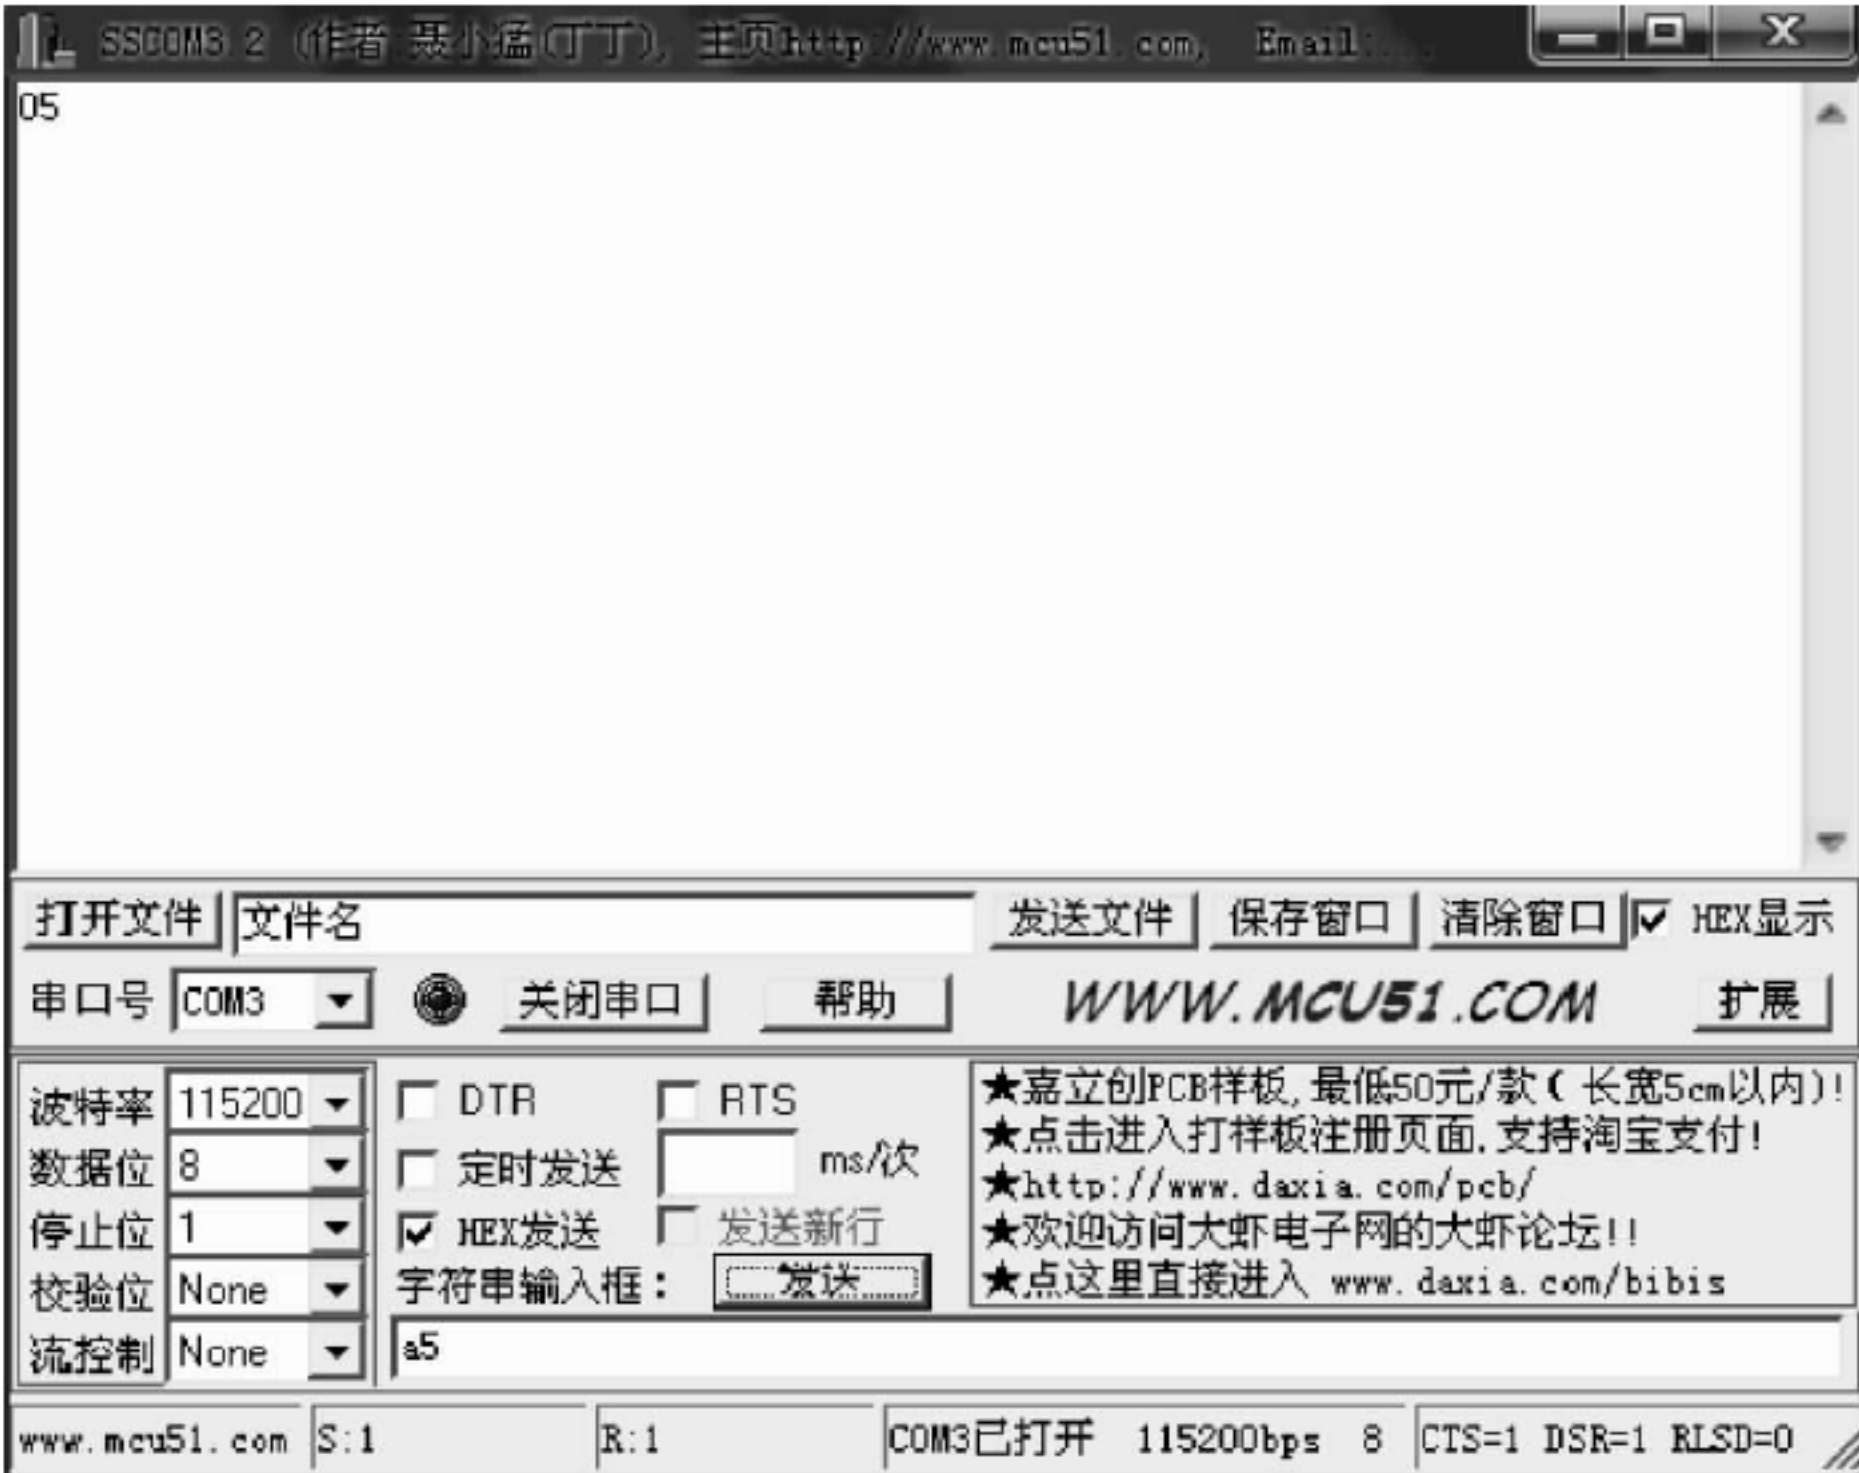 SSCOM3.2 (作者:聂小猛(丁丁), 主页http://www.mcu51.com, Email:....
05
打开文件 文件名 发送文件 保存窗口 清除窗口 HEX显示
串口号 COM3 关闭串口 帮助 WWW.MCU51.COM 扩展
波特率 115200 DTR RTS
数据位 8 定时发送 ms/次
停止位 1 HEX发送 发送新行
校验位 None 字符串输入框: 发送
流控制 None a5
★嘉立创PCB样板,最低50元/款(长宽5cm以内)!
★点击进入打样板注册页面.支持淘宝支付!
★http://www.daxia.com/pcb/
★欢迎访问大虾电子网的大虾论坛!!
★点这里直接进入 www.daxia.com/bibis
www.mcu51.com S:1 R:1 COM3已打开 115200bps 8 CTS=1 DSR=1 RLSD=0